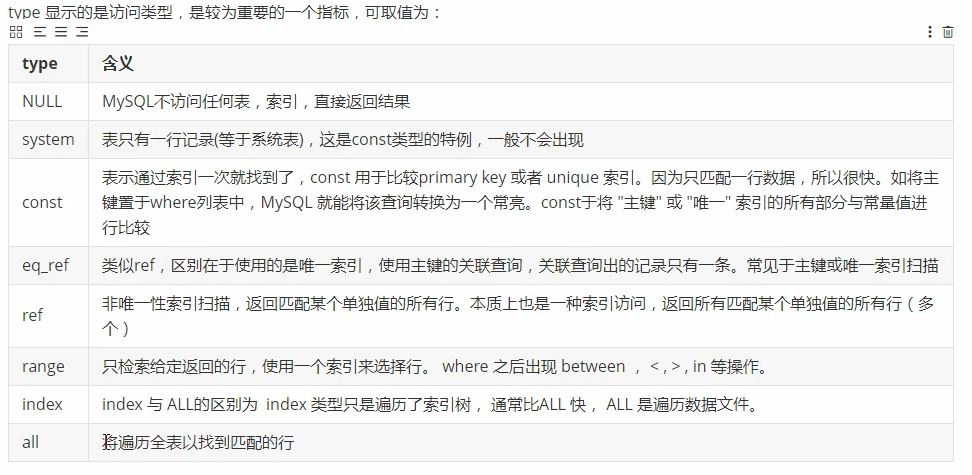 type 显示的是访问类型，是较为重要的一个指标，可取值为：
type 含义
NULL MySQL不访问任何表，索引，直接返回结果
system 表只有一行记录(等于系统表)，这是const类型的特例，一般不会出现
const 表示通过索引一次就找到了，const 用于比较primary key 或者 unique 索引。因为只匹配一行数据，所以很快。如将主
键置于where列表中，MySQL 就能将该查询转换为一个常亮。const于将 "主键" 或 "唯一" 索引的所有部分与常量值进
行比较
eq_ref 类似ref，区别在于使用的是唯一索引，使用主键的关联查询，关联查询出的记录只有一条。常见于主键或唯一索引扫描
ref 非唯一性索引扫描，返回匹配某个单独值的所有行。本质上也是一种索引访问，返回所有匹配某个单独值的所有行（多
个）
range 只检索给定返回的行，使用一个索引来选择行。 where 之后出现 between ， < , > , in 等操作。
index index 与 ALL的区别为 index 类型只是遍历了索引树， 通常比ALL 快， ALL 是遍历数据文件。
all 将遍历全表以找到匹配的行